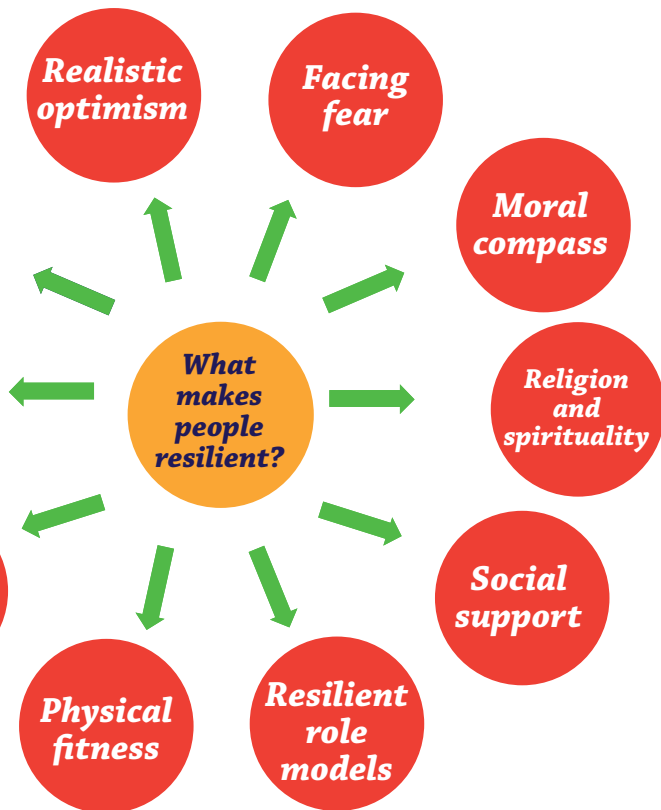 Realistic
optimism
Facing
fear
Moral
compass
What
makes
people
resilient?
Religion
and
spirituality
Social
support
Physical
fitness
Resilient
role
models